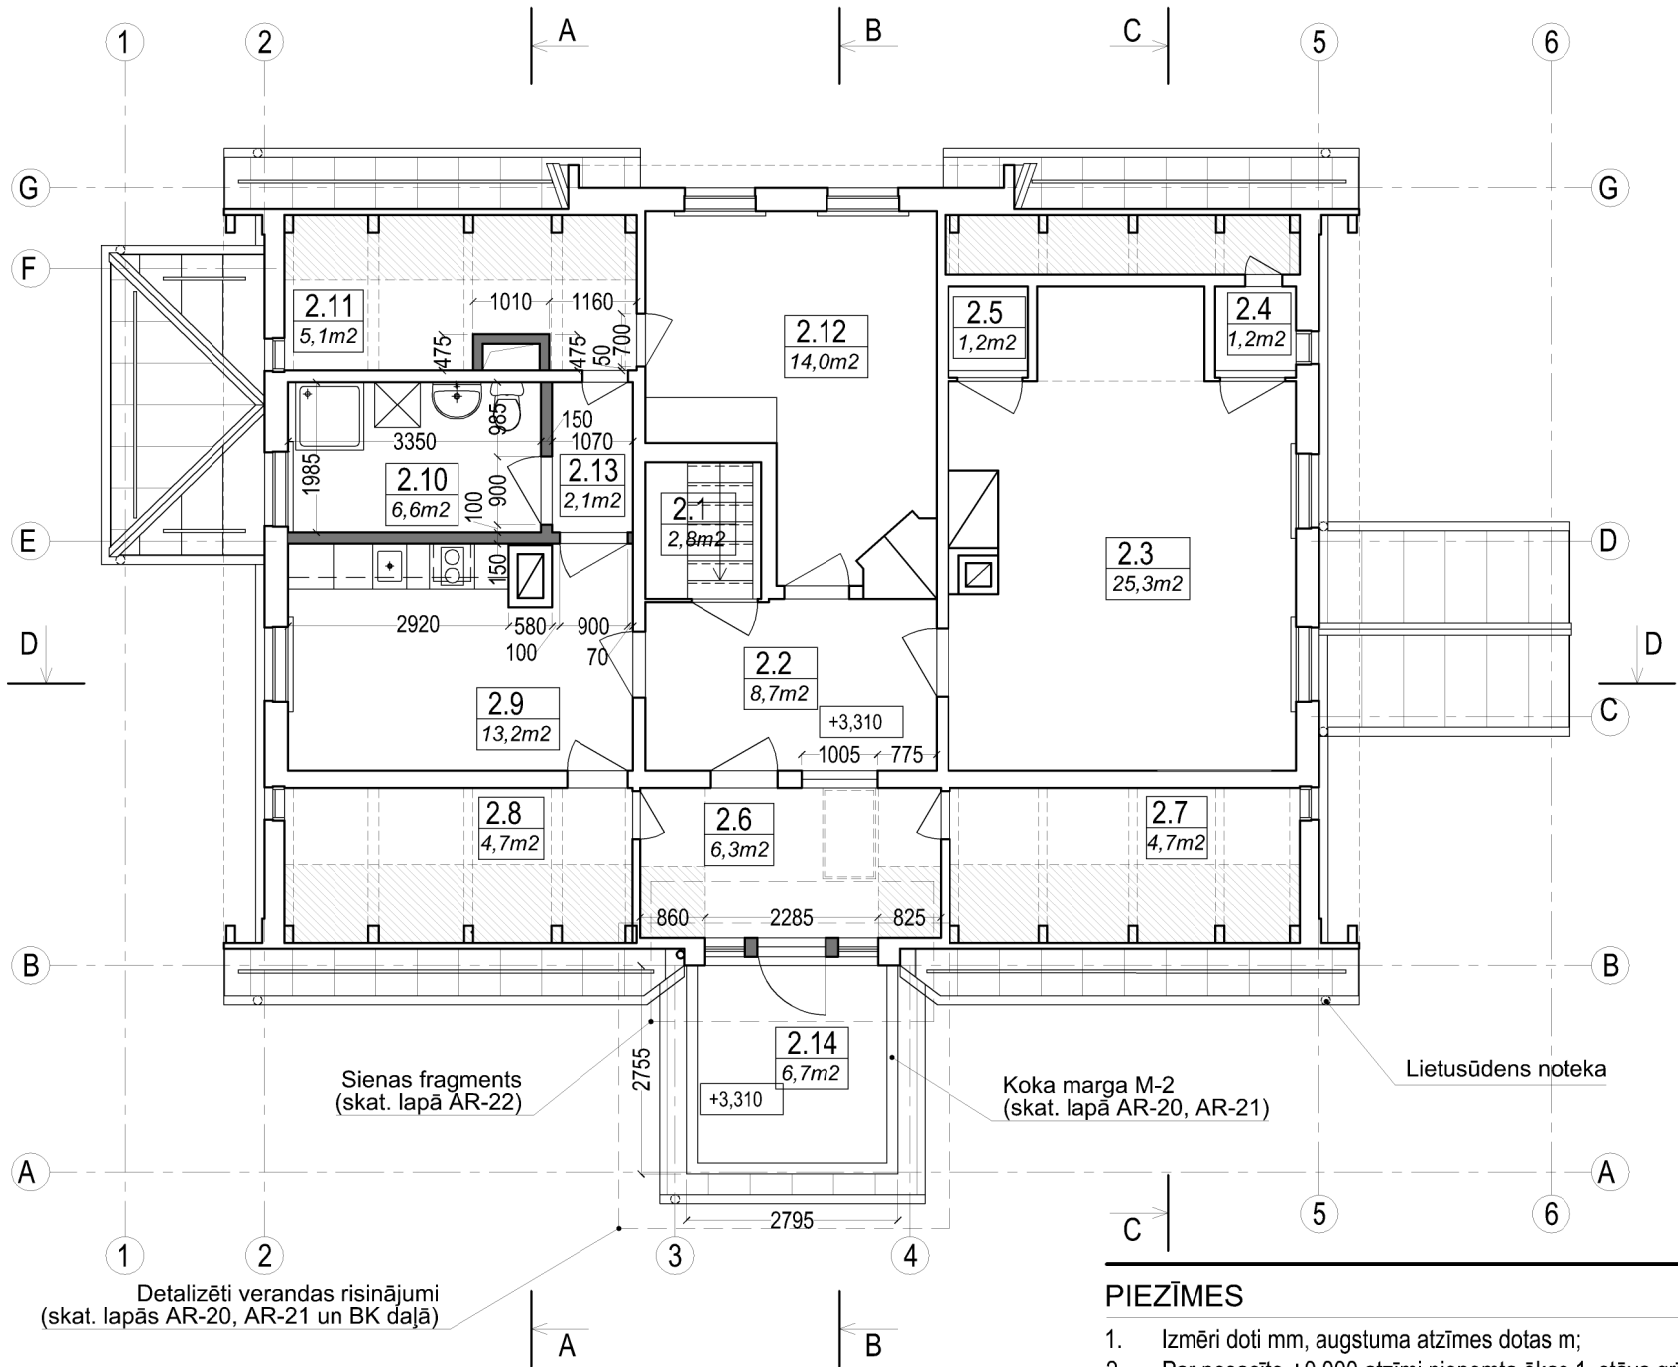 A
B
C
1
2
5
6
G
G
F
2.11
5,1m2
1010
1160
475
475
50
700
2.12
14,0m2
2.5
1,2m2
2.4
1,2m2
985
150
3350
1070
1985
2.10
6,6m2
900
100
2.13
2,1m2
2.1
2,8m2
E
D
2.3
25,3m2
150
2920
580
900
100
70
D
D
2.2
8,7m2
+3,310
C
2.9
13,2m2
1005
775
2.8
4,7m2
2.6
6,3m2
2.7
4,7m2
860
2285
825
B
B
2.14
6,7m2
2755
+3,310
Sienas fragments
(skat. lapā AR-22)
Koka marga M-2
(skat. lapā AR-20, AR-21)
Lietusūdens noteka
A
A
2795
C
5
6
1
2
3
4
Detalizēti verandas risinājumi
(skat. lapās AR-20, AR-21 un BK daļā)
A
B
PIEZĪMES
1. Izmēri doti mm, augstuma atzīmes dotas m;